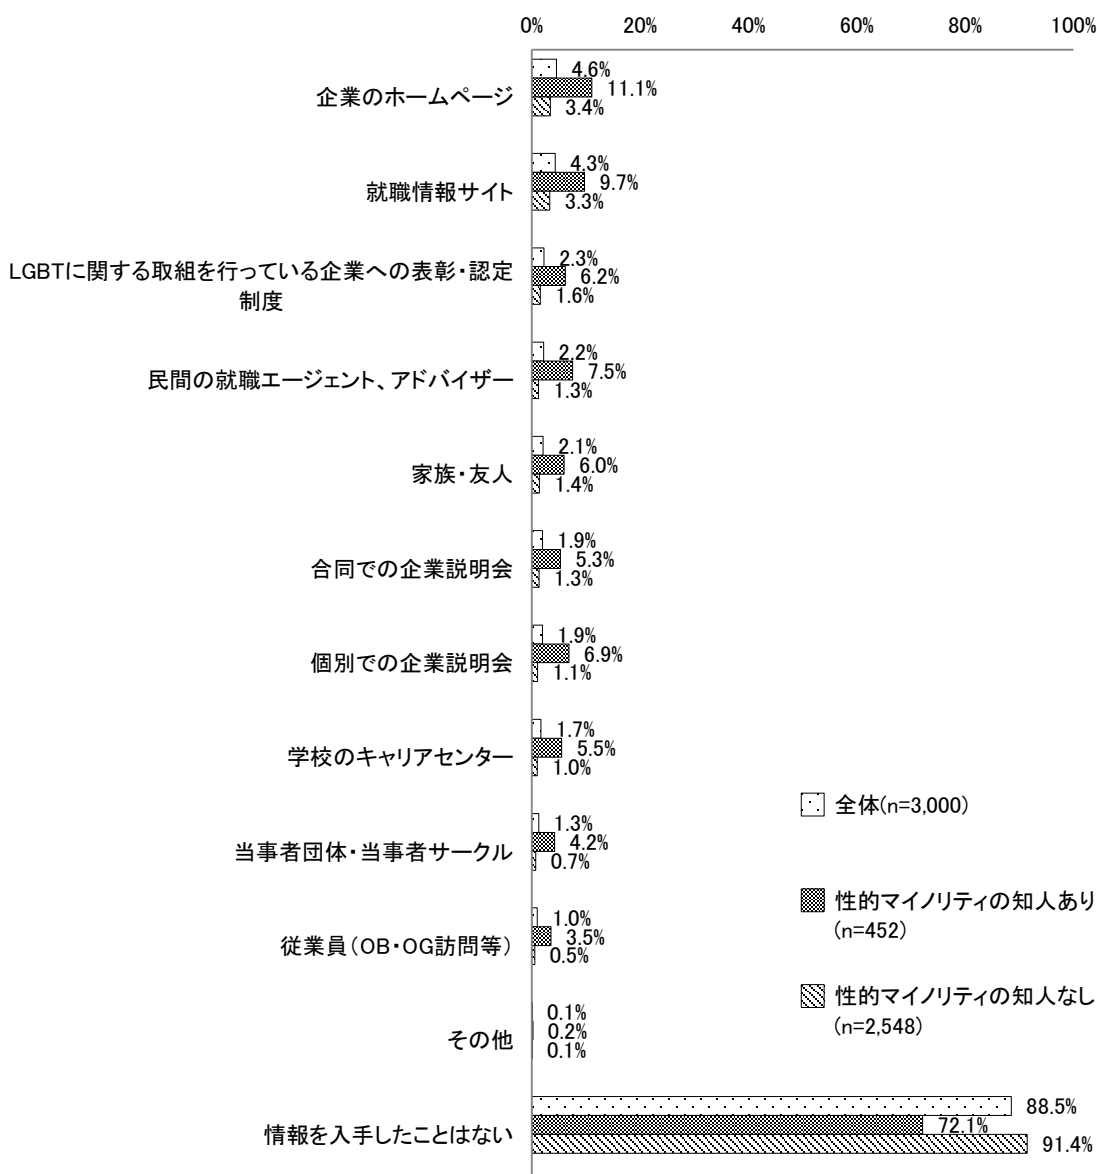 0% 20% 40% 60% 80% 100%
企業のホームページ
4.6%
11.1%
3.4%
就職情報サイト
4.3%
9.7%
3.3%
LGBTに関する取組を行っている企業への表彰・認定
制度
2.3%
6.2%
1.6%
民間の就職エージェント、アドバイザー
2.2%
7.5%
1.3%
家族・友人
2.1%
6.0%
1.4%
合同での企業説明会
1.9%
5.3%
1.3%
個別での企業説明会
1.9%
6.9%
1.1%
学校のキャリアセンター
1.7%
5.5%
1.0%
当事者団体・当事者サークル
1.3%
4.2%
0.7%
従業員（OB・OG訪問等）
1.0%
3.5%
0.5%
その他
0.1%
0.2%
0.1%
情報を入手したことはない
88.5%
72.1%
91.4%
全体(n=3,000)
性的マイノリティの知人あり
(n=452)
性的マイノリティの知人なし
(n=2,548)